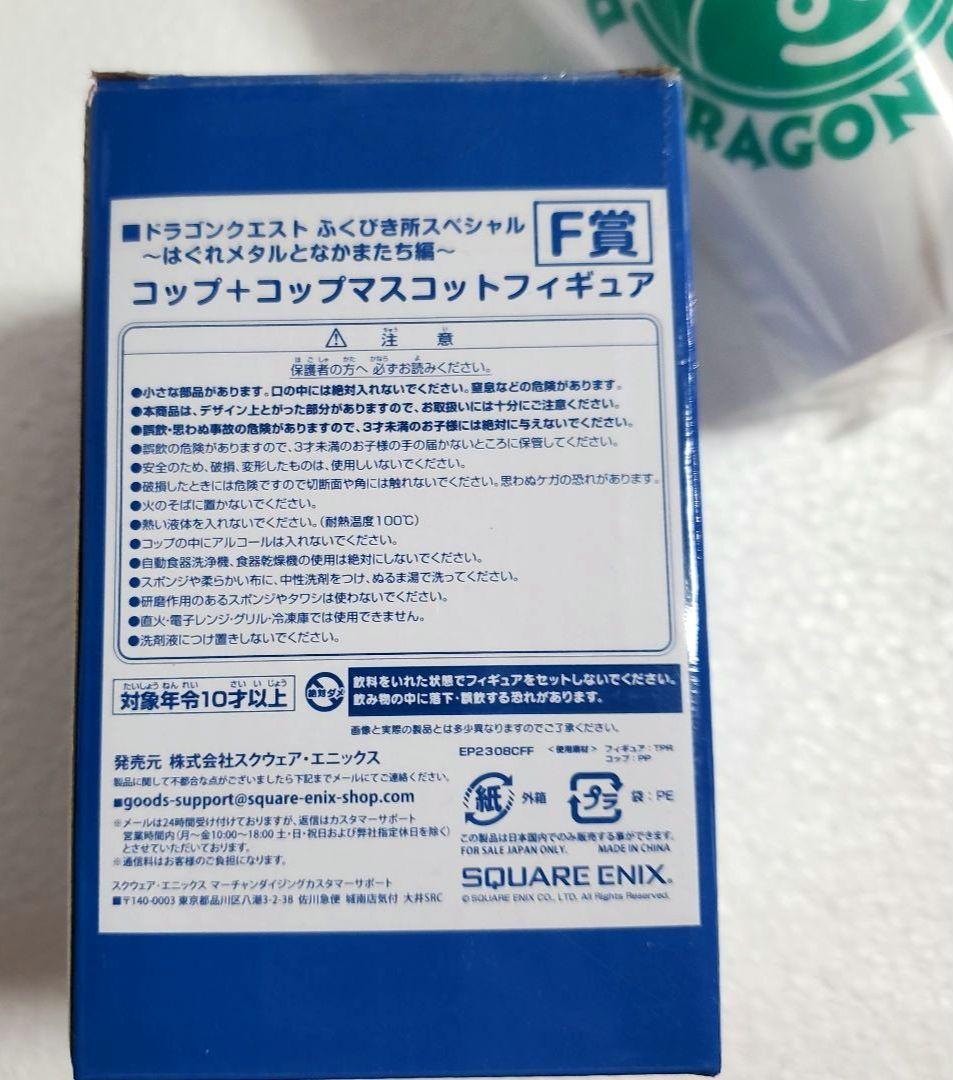 RAGON
■ドラゴンクエスト ふくびき所スペシャル
～はぐれメタルとなかまたち編～
F賞
コップ＋コップマスコットフィギュア
⚠ 注意
ちゅう い
ほごしゃ かた かなら よ
保護者の方へ 必ずお読みください。
●小さな部品があります。口の中には絶対入れないでください。窒息などの危険があります。
●本商品は、デザイン上とがった部分がありますので、お取扱いには十分にご注意ください。
●誤飲・思わぬ事故の危険がありますので、3才未満のお子様には絶対に与えないでください。
●誤飲の危険がありますので、3才未満のお子様の手の届かないところに保管してください。
●安全のため、破損、変形したものは、使用しいないでください。
●破損したときには危険ですので切断面や角には触れないでください。思わぬケガの恐れがあります。
●火のそばに置かないでください。
●熱い液体を入れないでください。（耐熱温度100℃）
●コップの中にアルコールは入れないでください。
●自動食器洗浄機、食器乾燥機の使用は絶対にしないでください。
●スポンジや柔らかい布に、中性洗剤をつけ、ぬるま湯で洗ってください。
●研磨作用のあるスポンジやタワシは使わないでください。
●直火・電子レンジ・グリル・冷凍庫では使用できません。
●洗剤液につけ置きしないでください。
たいしょうねんれい さい いじょう
対象年令10才以上
絶対ダメ
飲料をいれた状態でフィギュアをセットしないでください。
飲み物の中に落下・誤飲する恐れがあります。
画像と実際の製品とは多少異なりますのでご了承ください。
発売元 株式会社スクウェア・エニックス
製品に関して不都合な点がございましたら下記までメールにてご連絡ください。
■goods-support@square-enix-shop.com
※メールは24時間受け付けておりますが、返信はカスタマーサポート
営業時間内（月～金10:00～18:00 土・日・祝日および弊社指定休日を除く）
とさせていただいております。
※通信料はお客様のご負担になります。
スクウェア・エニックス マーチャンダイジングカスタマーサポート
■〒140-0003 東京都品川区八潮3-2-38 佐川急便 城南店気付 大井SRC
EP2308CFF <使用素材> フィギュア：TPR
コップ：PP
紙 外箱
プラ 袋：PE
この製品は日本国内でのみ販売する事ができます。
FOR SALE JAPAN ONLY. MADE IN CHINA
SQUARE ENIX.
© SQUARE ENIX CO., LTD. All Rights Reserved.